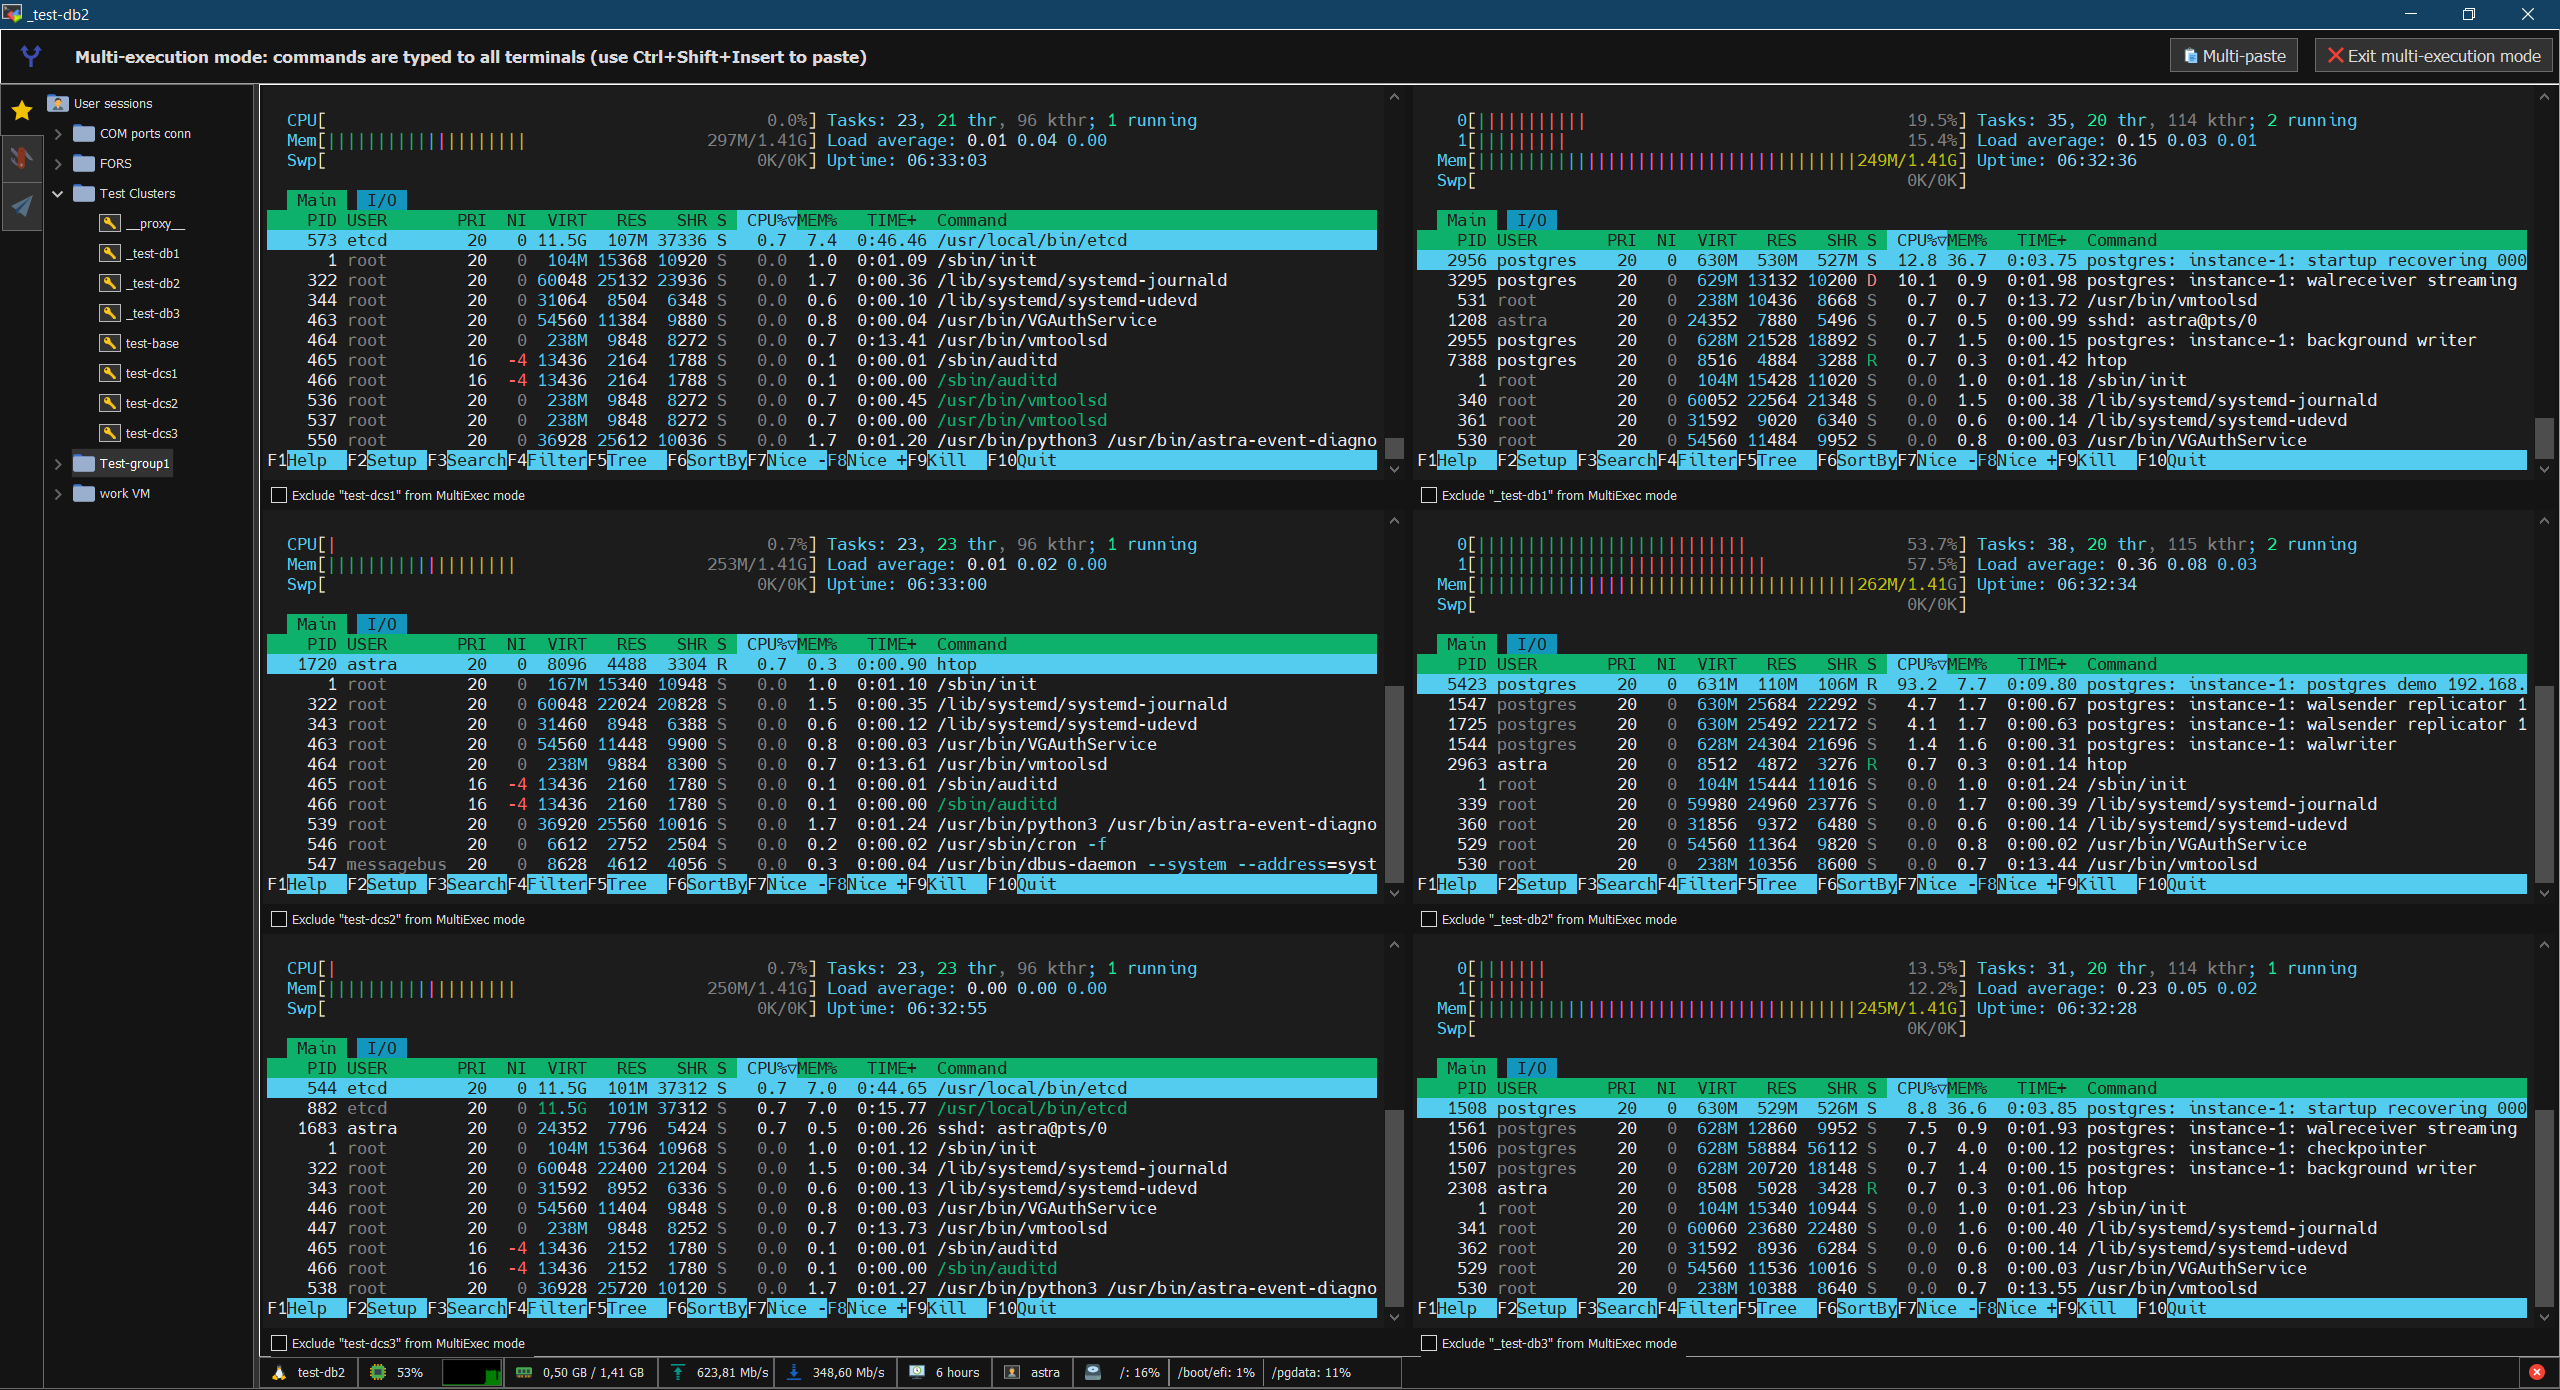 _test-db2
Multi-execution mode: commands are typed to all terminals (use Ctrl+Shift+Insert to paste)
Multi-paste
Exit multi-execution mode
User sessions
COM ports conn
FORS
Test Clusters
__proxy__
_test-db1
_test-db2
_test-db3
test-base
test-dcs1
test-dcs2
test-dcs3
Test-group1
work VM
CPU[ 0.0%] Tasks: 23, 21 thr, 96 kthr; 1 running
Mem[ 297M/1.41G] Load average: 0.01 0.04 0.00
Swp[ 0K/0K] Uptime: 06:33:03
Main I/O
PID USER PRI NI VIRT RES SHR S CPU%▽MEM% TIME+ Command
573 etcd 20 0 11.5G 107M 37336 S 0.7 7.4 0:46.46 /usr/local/bin/etcd
1 root 20 0 104M 15368 10920 S 0.0 1.0 0:01.09 /sbin/init
322 root 20 0 60048 25132 23936 S 0.0 1.7 0:00.36 /lib/systemd/systemd-journald
344 root 20 0 31064 8504 6348 S 0.0 0.6 0:00.10 /lib/systemd/systemd-udevd
463 root 20 0 54560 11384 9880 S 0.0 0.8 0:00.04 /usr/bin/VGAuthService
464 root 20 0 238M 9848 8272 S 0.0 0.7 0:13.41 /usr/bin/vmtoolsd
465 root 16 -4 13436 2164 1788 S 0.0 0.1 0:00.01 /sbin/auditd
466 root 16 -4 13436 2164 1788 S 0.0 0.1 0:00.00 /sbin/auditd
536 root 20 0 238M 9848 8272 S 0.0 0.7 0:00.45 /usr/bin/vmtoolsd
537 root 20 0 238M 9848 8272 S 0.0 0.7 0:00.00 /usr/bin/vmtoolsd
550 root 20 0 36928 25612 10036 S 0.0 1.7 0:01.20 /usr/bin/python3 /usr/bin/astra-event-diagno
F1Help F2Setup F3SearchF4FilterF5Tree F6SortByF7Nice -F8Nice +F9Kill F10Quit
Exclude "test-dcs1" from MultiExec mode
0[ 19.5%] Tasks: 35, 20 thr, 114 kthr; 2 running
1[ 15.4%] Load average: 0.15 0.03 0.01
Mem[ 249M/1.41G] Uptime: 06:32:36
Swp[ 0K/0K]
Main I/O
PID USER PRI NI VIRT RES SHR S CPU%▽MEM% TIME+ Command
2956 postgres 20 0 630M 530M 527M S 12.8 36.7 0:03.75 postgres: instance-1: startup recovering 000
3295 postgres 20 0 629M 13132 10200 D 10.1 0.9 0:01.98 postgres: instance-1: walreceiver streaming
531 root 20 0 238M 10436 8668 S 0.7 0.7 0:13.72 /usr/bin/vmtoolsd
1208 astra 20 0 24352 7880 5496 S 0.7 0.5 0:00.99 sshd: astra@pts/0
2955 postgres 20 0 628M 21528 18892 S 0.7 1.5 0:00.15 postgres: instance-1: background writer
7388 postgres 20 0 8516 4884 3288 R 0.7 0.3 0:01.42 htop
1 root 20 0 104M 15428 11020 S 0.0 1.0 0:01.18 /sbin/init
340 root 20 0 60052 22564 21348 S 0.0 1.5 0:00.38 /lib/systemd/systemd-journald
361 root 20 0 31592 9020 6340 S 0.0 0.6 0:00.14 /lib/systemd/systemd-udevd
530 root 20 0 54560 11484 9952 S 0.0 0.8 0:00.03 /usr/bin/VGAuthService
F1Help F2Setup F3SearchF4FilterF5Tree F6SortByF7Nice -F8Nice +F9Kill F10Quit
Exclude "_test-db1" from MultiExec mode
CPU[ 0.7%] Tasks: 23, 23 thr, 96 kthr; 1 running
Mem[ 253M/1.41G] Load average: 0.01 0.02 0.00
Swp[ 0K/0K] Uptime: 06:33:00
Main I/O
PID USER PRI NI VIRT RES SHR S CPU%▽MEM% TIME+ Command
1720 astra 20 0 8096 4488 3304 R 0.7 0.3 0:00.90 htop
1 root 20 0 167M 15340 10948 S 0.0 1.0 0:01.10 /sbin/init
322 root 20 0 60048 22024 20828 S 0.0 1.5 0:00.35 /lib/systemd/systemd-journald
343 root 20 0 31460 8948 6388 S 0.0 0.6 0:00.12 /lib/systemd/systemd-udevd
463 root 20 0 54560 11448 9900 S 0.0 0.8 0:00.03 /usr/bin/VGAuthService
464 root 20 0 238M 9884 8300 S 0.0 0.7 0:13.61 /usr/bin/vmtoolsd
465 root 16 -4 13436 2160 1780 S 0.0 0.1 0:00.01 /sbin/auditd
466 root 16 -4 13436 2160 1780 S 0.0 0.1 0:00.00 /sbin/auditd
539 root 20 0 36920 25560 10016 S 0.0 1.7 0:01.24 /usr/bin/python3 /usr/bin/astra-event-diagno
546 root 20 0 6612 2752 2504 S 0.0 0.2 0:00.02 /usr/sbin/cron -f
547 messagebus 20 0 8628 4612 4056 S 0.0 0.3 0:00.04 /usr/bin/dbus-daemon --system --address=syst
F1Help F2Setup F3SearchF4FilterF5Tree F6SortByF7Nice -F8Nice +F9Kill F10Quit
Exclude "test-dcs2" from MultiExec mode
0[ 53.7%] Tasks: 38, 20 thr, 115 kthr; 2 running
1[ 57.5%] Load average: 0.36 0.08 0.03
Mem[ 262M/1.41G] Uptime: 06:32:34
Swp[ 0K/0K]
Main I/O
PID USER PRI NI VIRT RES SHR S CPU%▽MEM% TIME+ Command
5423 postgres 20 0 631M 110M 106M R 93.2 7.7 0:09.80 postgres: instance-1: postgres demo 192.168.
1547 postgres 20 0 630M 25684 22292 S 4.7 1.7 0:00.67 postgres: instance-1: walsender replicator 1
1725 postgres 20 0 630M 25492 22172 S 4.1 1.7 0:00.63 postgres: instance-1: walsender replicator 1
1544 postgres 20 0 628M 24304 21696 S 1.4 1.6 0:00.31 postgres: instance-1: walwriter
2963 astra 20 0 8512 4872 3276 R 0.7 0.3 0:01.14 htop
1 root 20 0 104M 15444 11016 S 0.0 1.0 0:01.24 /sbin/init
339 root 20 0 59980 24960 23776 S 0.0 1.7 0:00.39 /lib/systemd/systemd-journald
360 root 20 0 31856 9372 6480 S 0.0 0.6 0:00.14 /lib/systemd/systemd-udevd
529 root 20 0 54560 11364 9820 S 0.0 0.8 0:00.02 /usr/bin/VGAuthService
530 root 20 0 238M 10356 8600 S 0.0 0.7 0:13.44 /usr/bin/vmtoolsd
F1Help F2Setup F3SearchF4FilterF5Tree F6SortByF7Nice -F8Nice +F9Kill F10Quit
Exclude "_test-db2" from MultiExec mode
CPU[ 0.7%] Tasks: 23, 23 thr, 96 kthr; 1 running
Mem[ 250M/1.41G] Load average: 0.00 0.00 0.00
Swp[ 0K/0K] Uptime: 06:32:55
Main I/O
PID USER PRI NI VIRT RES SHR S CPU%▽MEM% TIME+ Command
544 etcd 20 0 11.5G 101M 37312 S 0.7 7.0 0:44.65 /usr/local/bin/etcd
882 etcd 20 0 11.5G 101M 37312 S 0.7 7.0 0:15.77 /usr/local/bin/etcd
1683 astra 20 0 24352 7796 5424 S 0.7 0.5 0:00.26 sshd: astra@pts/0
1 root 20 0 104M 15364 10968 S 0.0 1.0 0:01.12 /sbin/init
322 root 20 0 60048 22400 21204 S 0.0 1.5 0:00.34 /lib/systemd/systemd-journald
343 root 20 0 31592 8952 6336 S 0.0 0.6 0:00.13 /lib/systemd/systemd-udevd
446 root 20 0 54560 11404 9848 S 0.0 0.8 0:00.03 /usr/bin/VGAuthService
447 root 20 0 238M 9848 8252 S 0.0 0.7 0:13.73 /usr/bin/vmtoolsd
465 root 16 -4 13436 2152 1780 S 0.0 0.1 0:00.01 /sbin/auditd
466 root 16 -4 13436 2152 1780 S 0.0 0.1 0:00.00 /sbin/auditd
538 root 20 0 36928 25720 10120 S 0.0 1.7 0:01.27 /usr/bin/python3 /usr/bin/astra-event-diagno
F1Help F2Setup F3SearchF4FilterF5Tree F6SortByF7Nice -F8Nice +F9Kill F10Quit
Exclude "test-dcs3" from MultiExec mode
0[ 13.5%] Tasks: 31, 20 thr, 114 kthr; 1 running
1[ 12.2%] Load average: 0.23 0.05 0.02
Mem[ 245M/1.41G] Uptime: 06:32:28
Swp[ 0K/0K]
Main I/O
PID USER PRI NI VIRT RES SHR S CPU%▽MEM% TIME+ Command
1508 postgres 20 0 630M 529M 526M S 8.8 36.6 0:03.85 postgres: instance-1: startup recovering 000
1561 postgres 20 0 628M 12860 9952 S 7.5 0.9 0:01.93 postgres: instance-1: walreceiver streaming
1506 postgres 20 0 628M 58884 56112 S 0.7 4.0 0:00.12 postgres: instance-1: checkpointer
1507 postgres 20 0 628M 20720 18148 S 0.7 1.4 0:00.15 postgres: instance-1: background writer
2308 astra 20 0 8508 5028 3428 R 0.7 0.3 0:01.06 htop
1 root 20 0 104M 15340 10944 S 0.0 1.0 0:01.23 /sbin/init
341 root 20 0 60060 23680 22480 S 0.0 1.6 0:00.40 /lib/systemd/systemd-journald
362 root 20 0 31592 8936 6284 S 0.0 0.6 0:00.14 /lib/systemd/systemd-udevd
529 root 20 0 54560 11536 10016 S 0.0 0.8 0:00.03 /usr/bin/VGAuthService
530 root 20 0 238M 10388 8640 S 0.0 0.7 0:13.55 /usr/bin/vmtoolsd
F1Help F2Setup F3SearchF4FilterF5Tree F6SortByF7Nice -F8Nice +F9Kill F10Quit
Exclude "_test-db3" from MultiExec mode
test-db2 53% 0,50 GB / 1,41 GB 623,81 Mb/s 348,60 Mb/s 6 hours astra /: 16% /boot/efi: 1% /pgdata: 11%